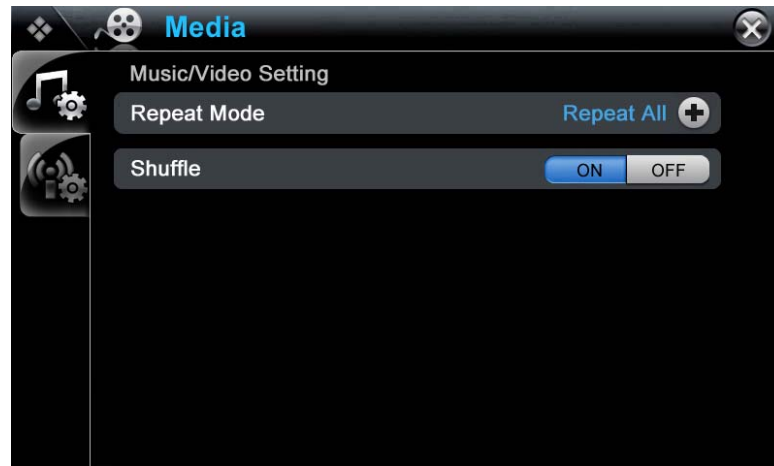 Media
Music/Video Setting
Repeat Mode Repeat All
Shuffle ON OFF